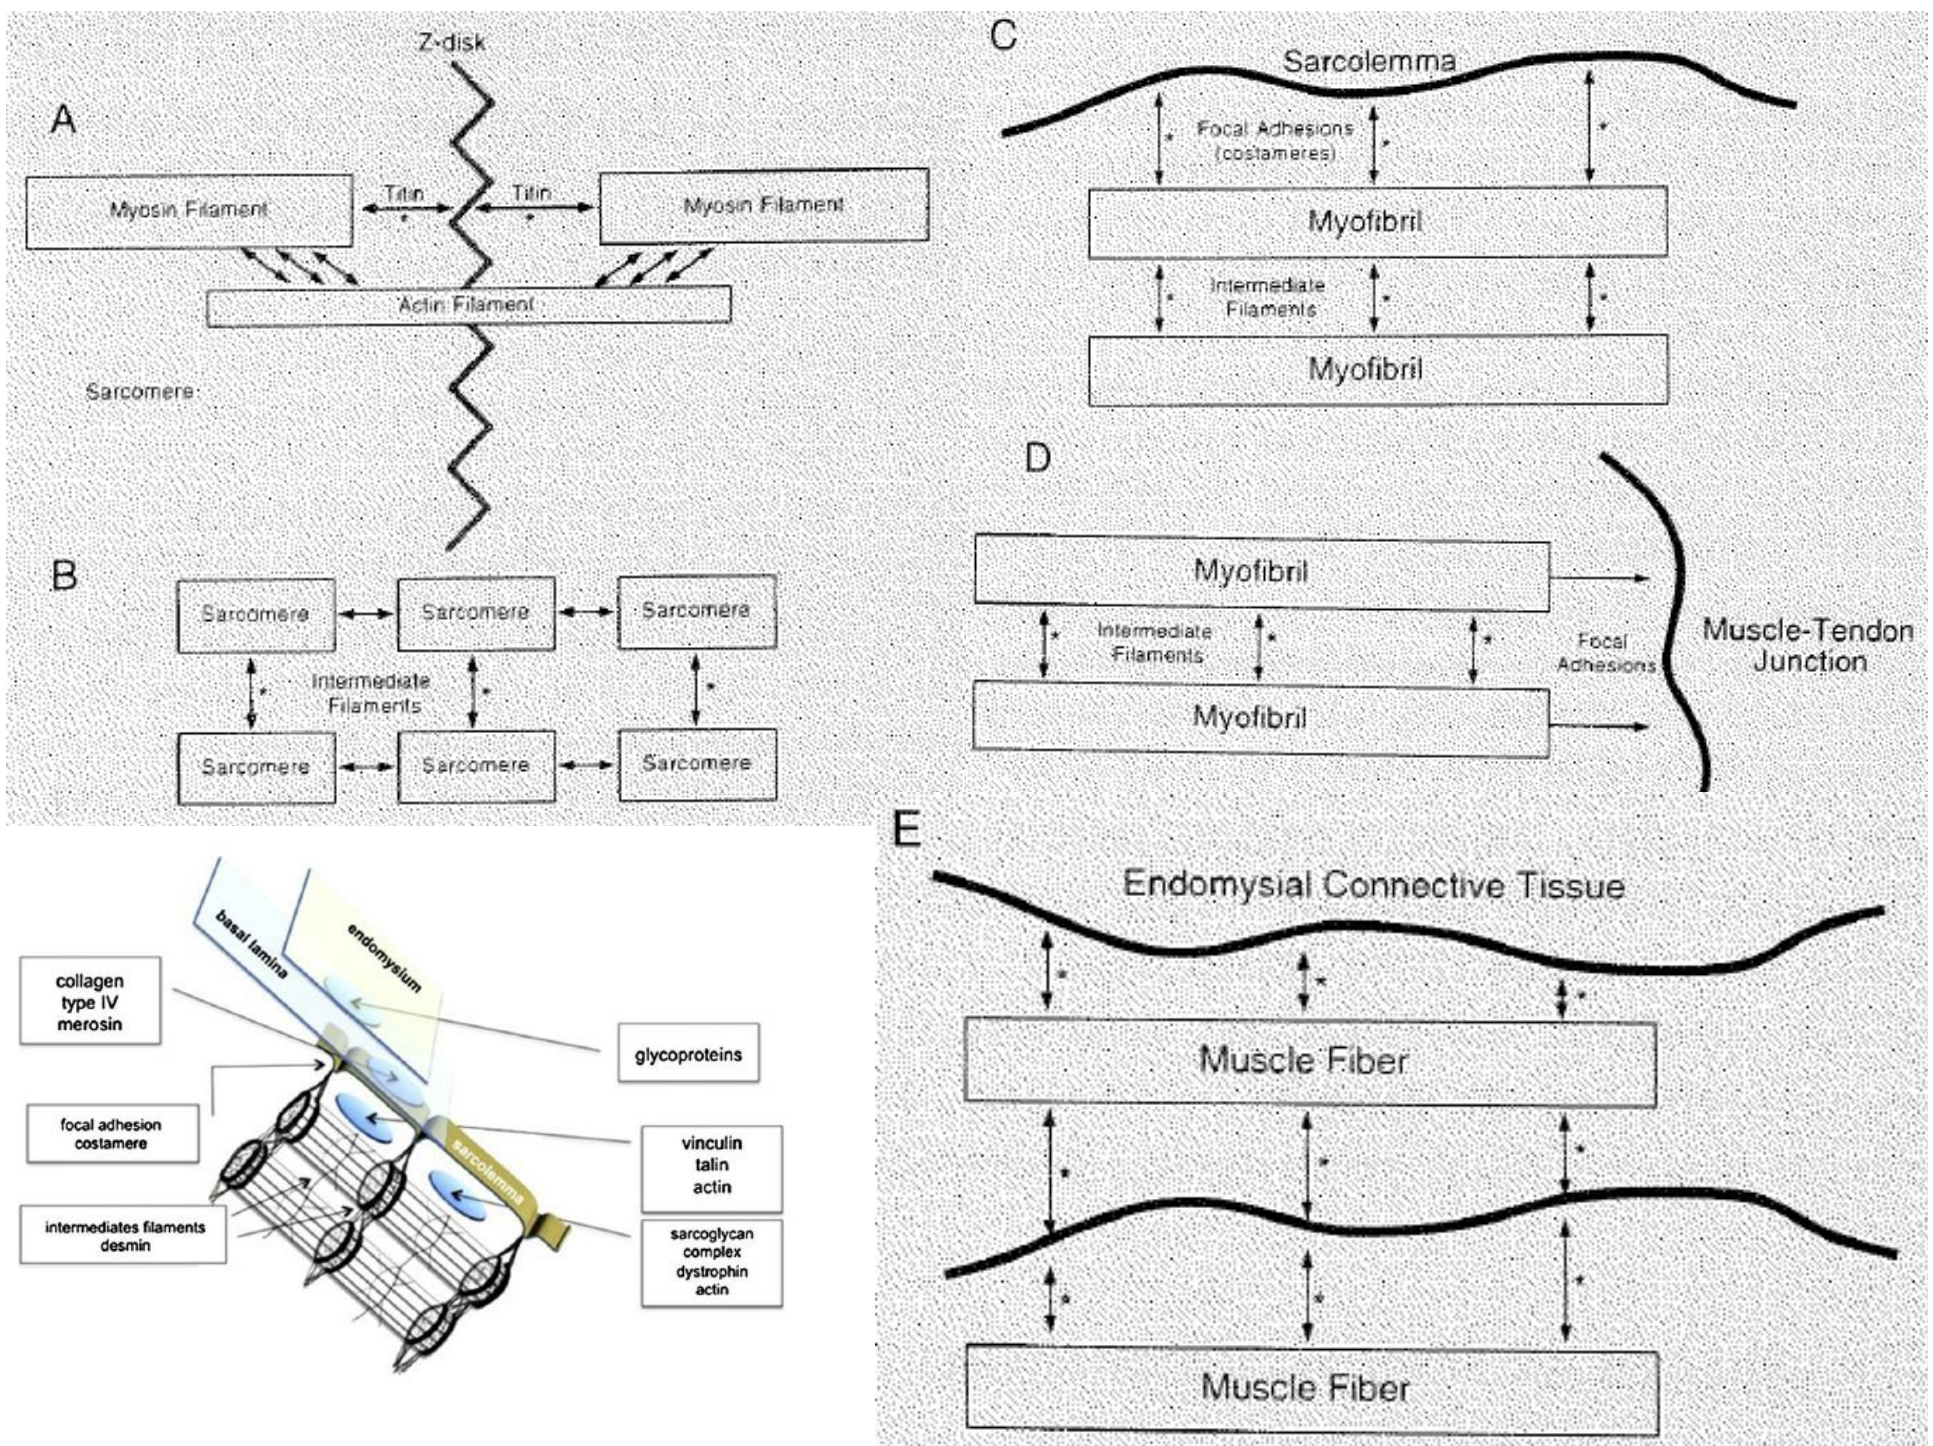 A
Z-disk
Myosin Filament
Titin
*
Titin
*
Myosin Filament
Actin Filament
Sarcomere
B
Sarcomere
Sarcomere
Sarcomere
*
Intermediate
Filaments
*
*
Sarcomere
Sarcomere
Sarcomere
C
Sarcolemma
*
Focal Adhesions
(costameres)
*
*
Myofibril
*
Intermediate
Filaments
*
*
Myofibril
D
Myofibril
*
Intermediate
Filaments
*
*
Focal
Adhesions
Muscle-Tendon
Junction
Myofibril
basal lamina
endomysium
collagen
type IV
merosin
glycoproteins
focal adhesion
costamere
sarcolemma
vinculin
talin
actin
intermediates filaments
desmin
sarcoglycan
complex
dystrophin
actin
E
Endomysial Connective Tissue
*
*
*
Muscle Fiber
*
*
*
*
*
*
Muscle Fiber